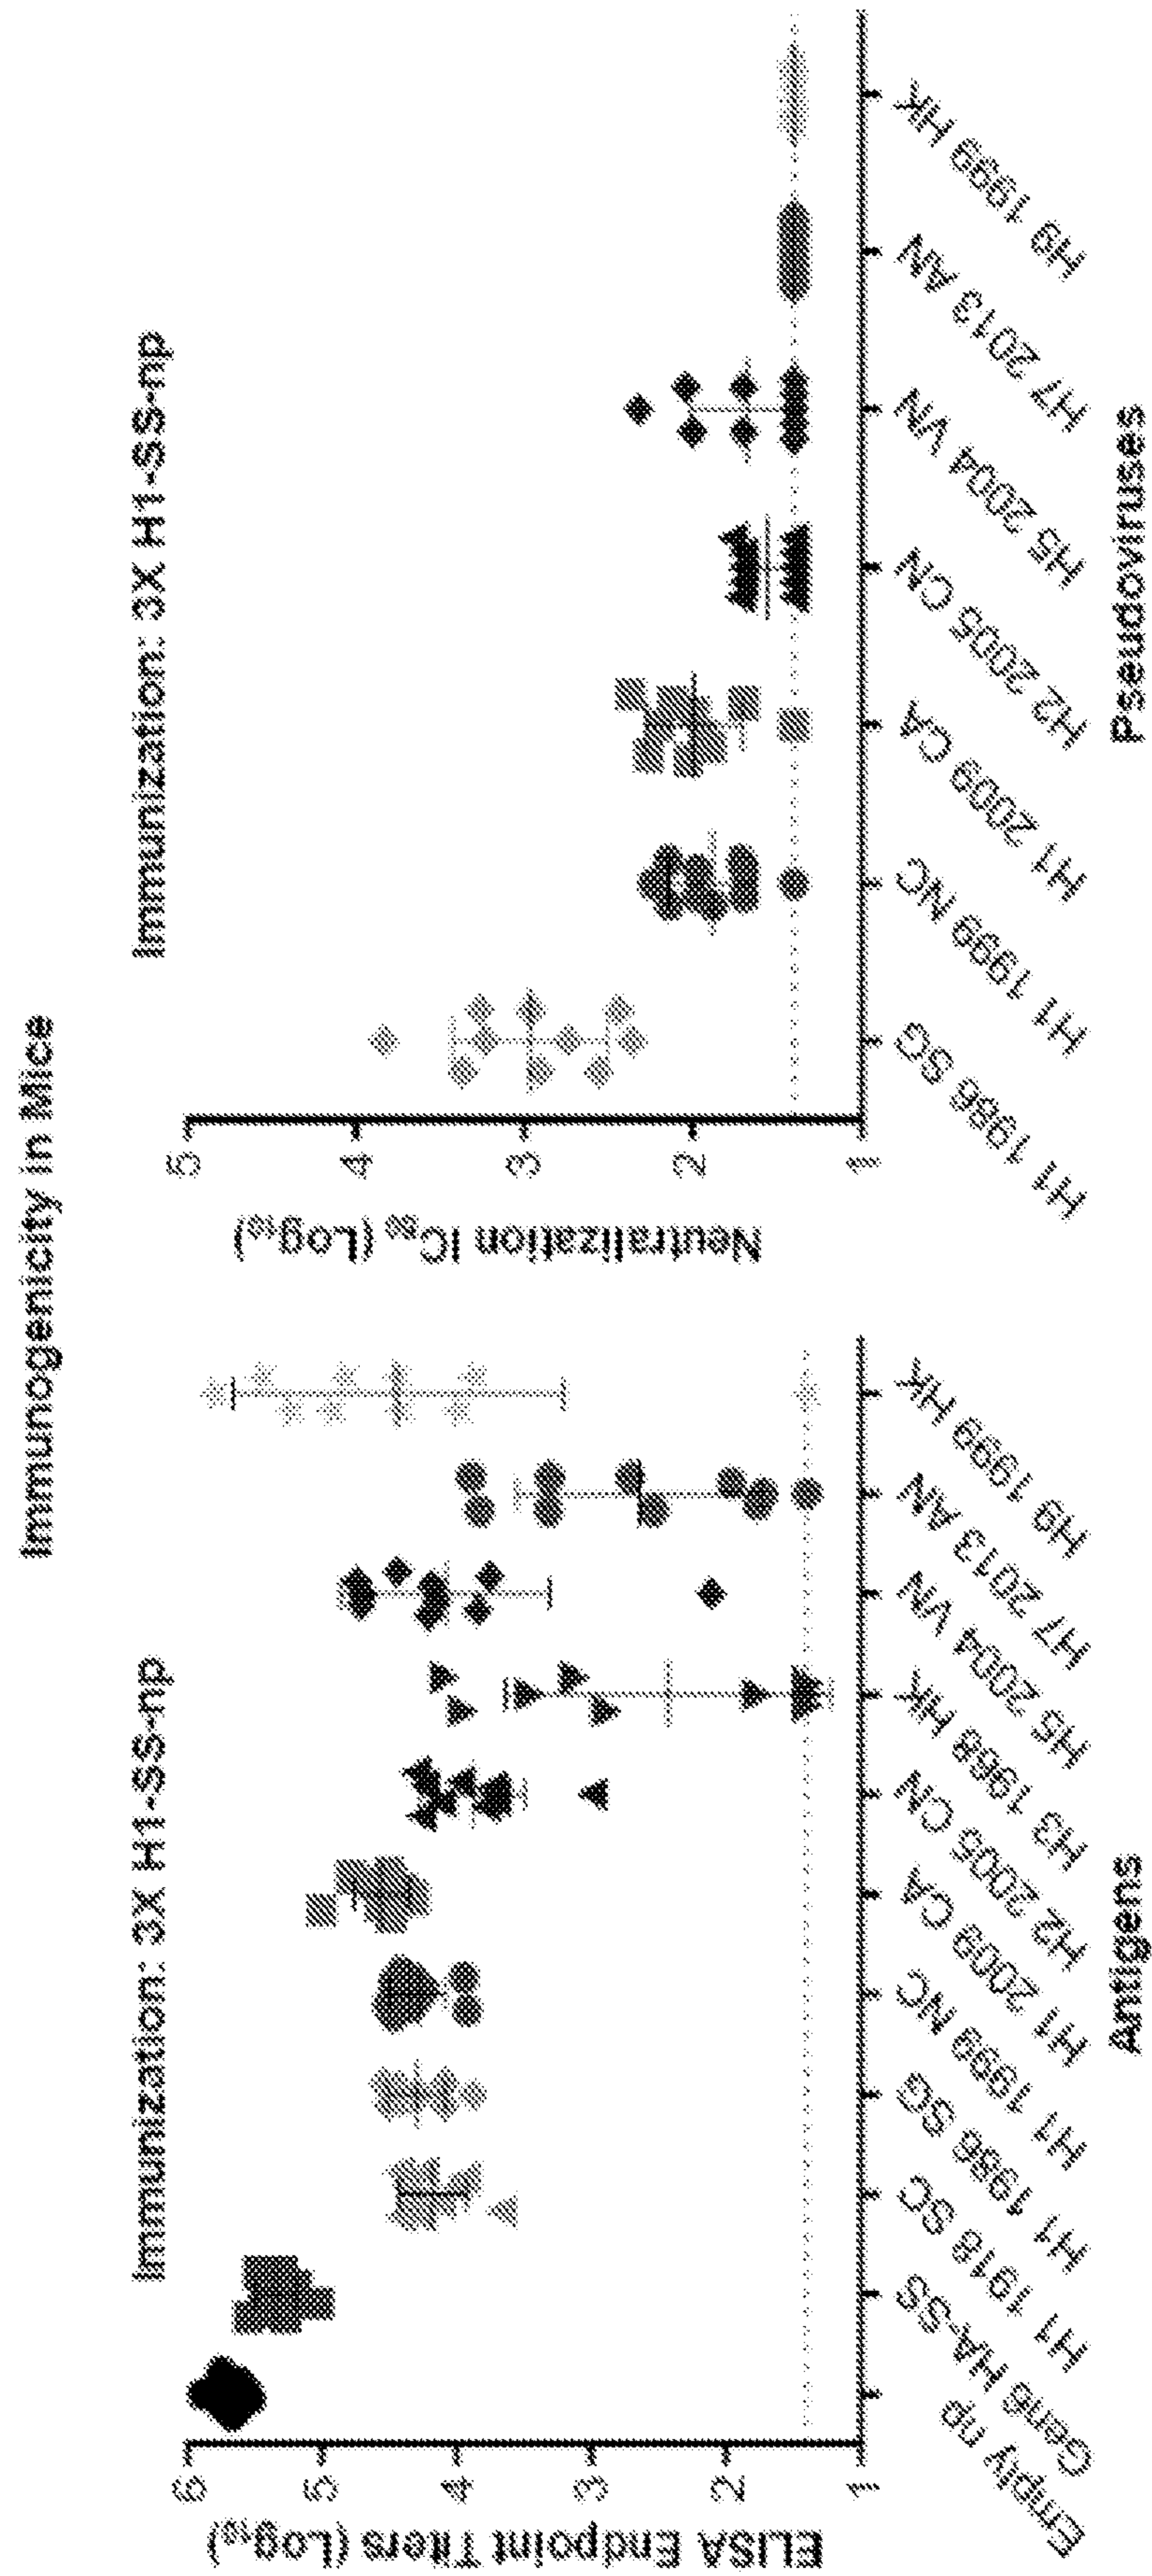 Immunogenicity in Mice
Immunization: 3X H1-SS-np
ELISA Endpoint Titers (Log₁₀)
6
5
4
3
2
1
Empty np
Gen6 HA-SS
H1 1918 SC
H1 1986 SG
H1 1999 NC
H1 2009 CA
H2 2005 CN
H3 1968 HK
H5 2004 VN
H7 2013 AN
H9 1999 HK
Antigens
Immunization: 3X H1-SS-np
Neutralization IC₅₀ (Log₁₀)
5
4
3
2
1
H1 1986 SG
H1 1999 NC
H1 2009 CA
H2 2005 CN
H5 2004 VN
H7 2013 AN
H9 1999 HK
Pseudoviruses